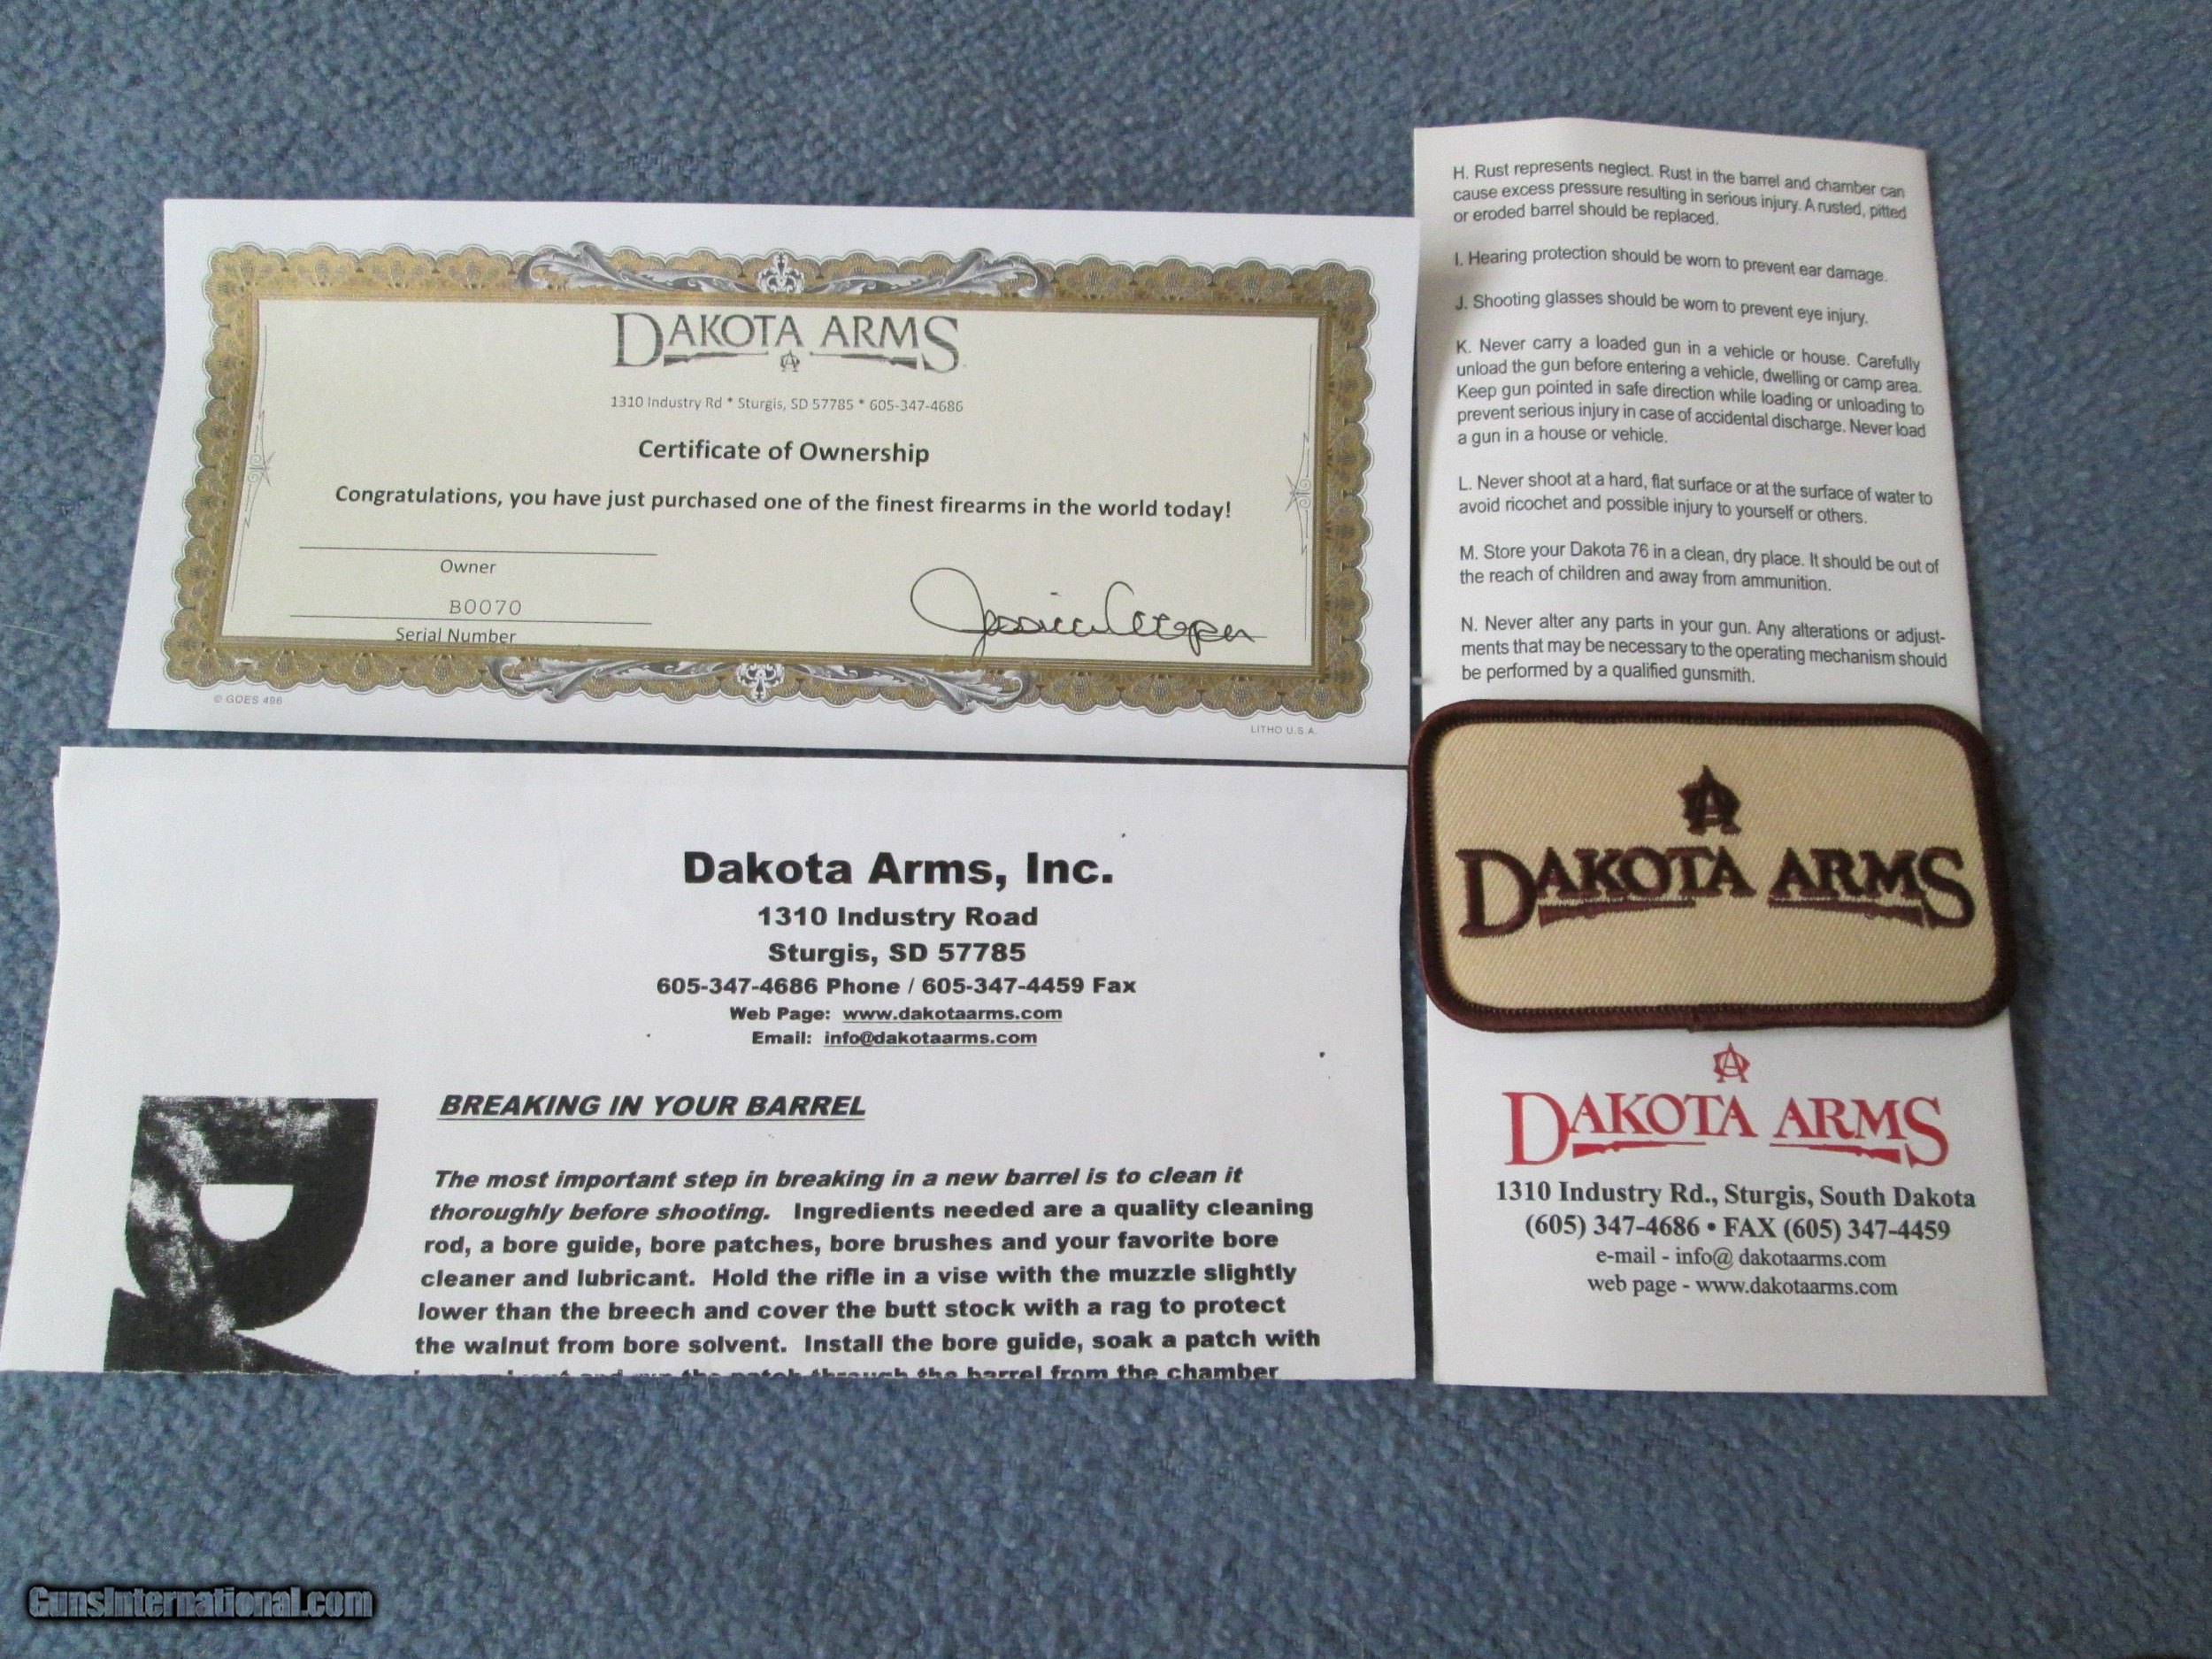 DAKOTA ARMS
1310 Industry Rd * Sturgis, SD 57785 * 605-347-4686
Certificate of Ownership
Congratulations, you have just purchased one of the finest firearms in the world today!
Owner
B0070
Serial Number
Jessica
© GOES 496
LITHO U.S.A.
Dakota Arms, Inc.
1310 Industry Road
Sturgis, SD 57785
605-347-4686 Phone / 605-347-4459 Fax
Web Page: www.dakotaarms.com
Email: info@dakotaarms.com
BREAKING IN YOUR BARREL
The most important step in breaking in a new barrel is to clean it
thoroughly before shooting. Ingredients needed are a quality cleaning
rod, a bore guide, bore patches, bore brushes and your favorite bore
cleaner and lubricant. Hold the rifle in a vise with the muzzle slightly
lower than the breech and cover the butt stock with a rag to protect
the walnut from bore solvent. Install the bore guide, soak a patch with
the patch through the barrel from the chamber
H. Rust represents neglect. Rust in the barrel and chamber can
cause excess pressure resulting in serious injury. A rusted, pitted
or eroded barrel should be replaced.
I. Hearing protection should be worn to prevent ear damage.
J. Shooting glasses should be worn to prevent eye injury.
K. Never carry a loaded gun in a vehicle or house. Carefully
unload the gun before entering a vehicle, dwelling or camp area.
Keep gun pointed in safe direction while loading or unloading to
prevent serious injury in case of accidental discharge. Never load
a gun in a house or vehicle.
L. Never shoot at a hard, flat surface or at the surface of water to
avoid ricochet and possible injury to yourself or others.
M. Store your Dakota 76 in a clean, dry place. It should be out of
the reach of children and away from ammunition.
N. Never alter any parts in your gun. Any alterations or adjust-
ments that may be necessary to the operating mechanism should
be performed by a qualified gunsmith.
DAKOTA ARMS
DAKOTA ARMS
1310 Industry Rd., Sturgis, South Dakota
(605) 347-4686 • FAX (605) 347-4459
e-mail - info@ dakotaarms.com
web page - www.dakotaarms.com
GunsInternational.com